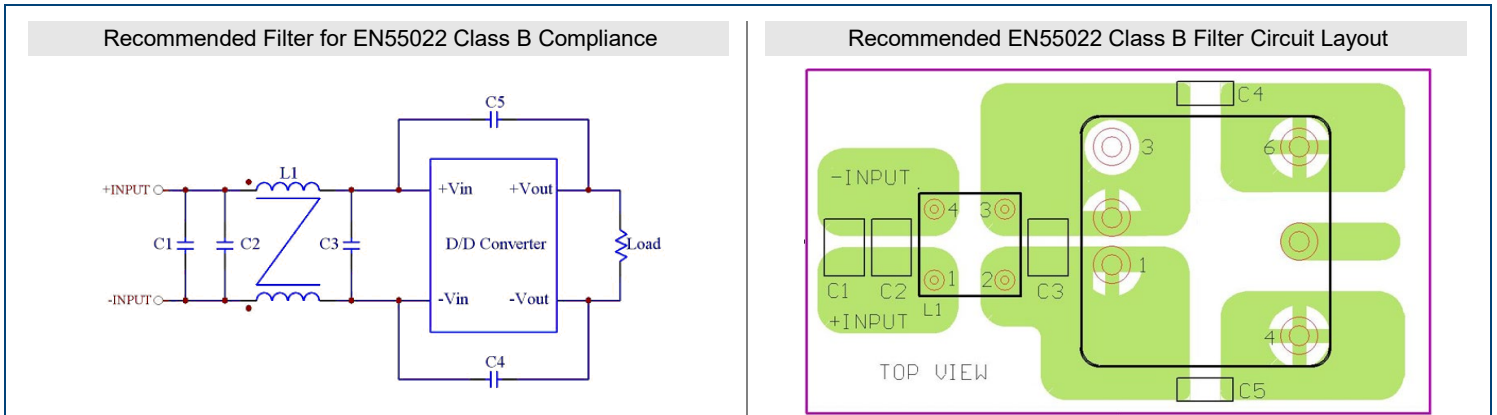 Recommended Filter for EN55022 Class B Compliance
C5
L1
+INPUT
+Vin
+Vout
C1
C2
C3
D/D Converter
Load
-INPUT
-Vin
-Vout
C4
Recommended EN55022 Class B Filter Circuit Layout
C4
3
6
-INPUT
4
3
1
1
2
C1
C2
C3
L1
+INPUT
4
TOP VIEW
C5